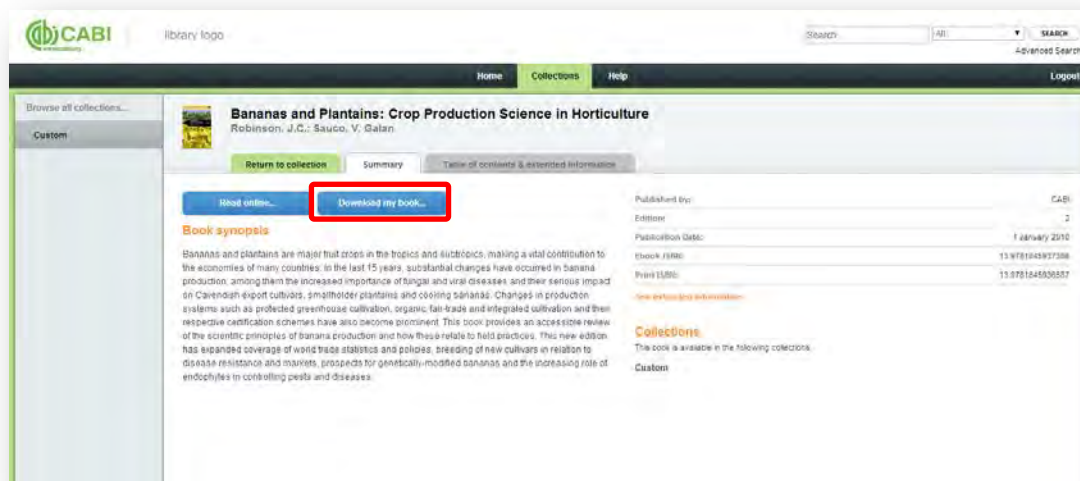 CABI
library logo
Search
All
SEARCH
Advanced Search
Home
Collections
Help
Logout
Browse all collections...
Custom
Bananas and Plantains: Crop Production Science in Horticulture
Robinson, J.C.; Sauco, V. Galan
Return to collection
Summary
Table of contents & extended information
Read online...
Download my book...
Book synopsis
Bananas and plantains are major fruit crops in the tropics and subtropics, making a vital contribution to
the economies of many countries. In the last 15 years, substantial changes have occurred in banana
production, among them the increased importance of fungal and viral diseases and their serious impact
on Cavendish export cultivars, smallholder plantains and cooking bananas. Changes in production
systems such as protected greenhouse cultivation, organic, fair-trade and integrated cultivation and their
respective certification schemes have also become prominent. This book provides an accessible review
of the scientific principles of banana production and how these relate to field practices. This new edition
has expanded coverage of world trade statistics and policies, breeding of new cultivars in relation to
disease resistance and markets, prospects for genetically-modified bananas and the increasing role of
endophytes in controlling pests and diseases.
Published by: CABI
Edition: 2
Publication Date: 1 January 2010
Ebook ISBN:
Print ISBN:
Collections
This book is available in the following collections
Custom